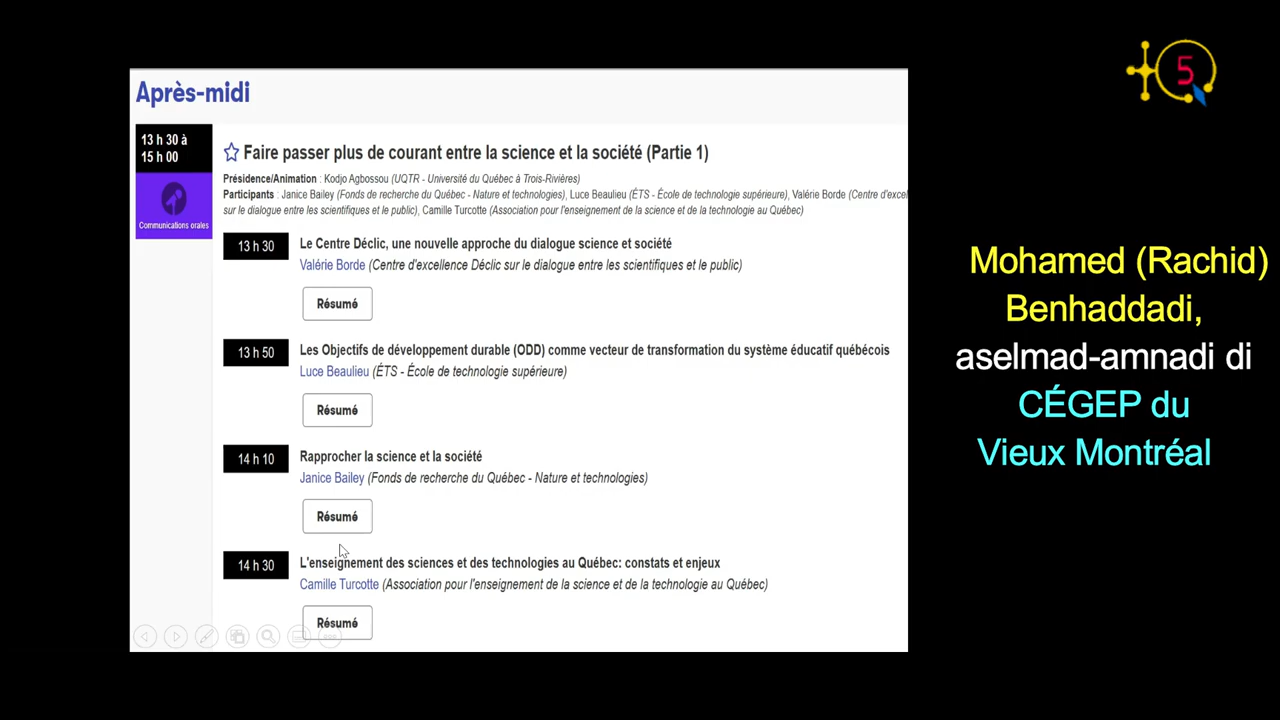 Après-midi
13 h 30 à
15 h 00
Communications orales
Faire passer plus de courant entre la science et la société (Partie 1)
Présidence/Animation : Kodjo Agbossou (UQTR - Université du Québec à Trois-Rivières)
Participants : Janice Bailey (Fonds de recherche du Québec - Nature et technologies), Luce Beaulieu (ÉTS - École de technologie supérieure), Valérie Borde (Centre d'excel
sur le dialogue entre les scientifiques et le public), Camille Turcotte (Association pour l'enseignement de la science et de la technologie au Québec)
13 h 30
Le Centre Déclic, une nouvelle approche du dialogue science et société
Valérie Borde (Centre d'excellence Déclic sur le dialogue entre les scientifiques et le public)
Résumé
13 h 50
Les Objectifs de développement durable (ODD) comme vecteur de transformation du système éducatif québécois
Luce Beaulieu (ÉTS - École de technologie supérieure)
Résumé
14 h 10
Rapprocher la science et la société
Janice Bailey (Fonds de recherche du Québec - Nature et technologies)
Résumé
14 h 30
L'enseignement des sciences et des technologies au Québec: constats et enjeux
Camille Turcotte (Association pour l'enseignement de la science et de la technologie au Québec)
Résumé
5
Mohamed (Rachid)
Benhaddadi,
aselmad-amnadi di
CÉGEP du
Vieux Montréal